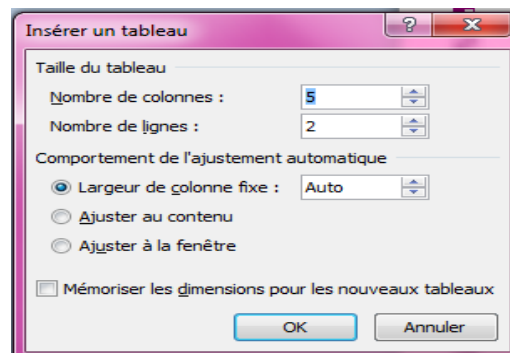 Insérer un tableau
Taille du tableau
Nombre de colonnes : 5
Nombre de lignes : 2
Comportement de l'ajustement automatique
Largeur de colonne fixe : Auto
Ajuster au contenu
Ajuster à la fenêtre
Mémoriser les dimensions pour les nouveaux tableaux
OK Annuler